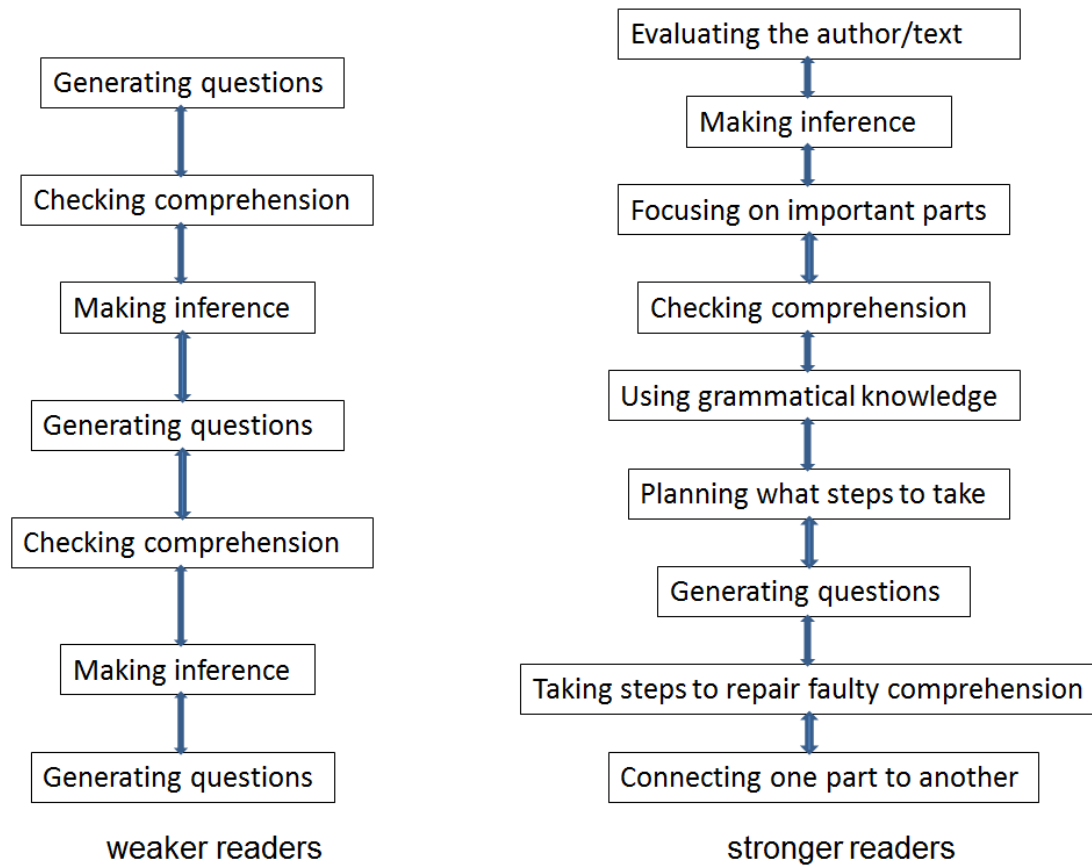 Generating questions
Checking comprehension
Making inference
Generating questions
Checking comprehension
Making inference
Generating questions
weaker readers
Evaluating the author/text
Making inference
Focusing on important parts
Checking comprehension
Using grammatical knowledge
Planning what steps to take
Generating questions
Taking steps to repair faulty comprehension
Connecting one part to another
stronger readers